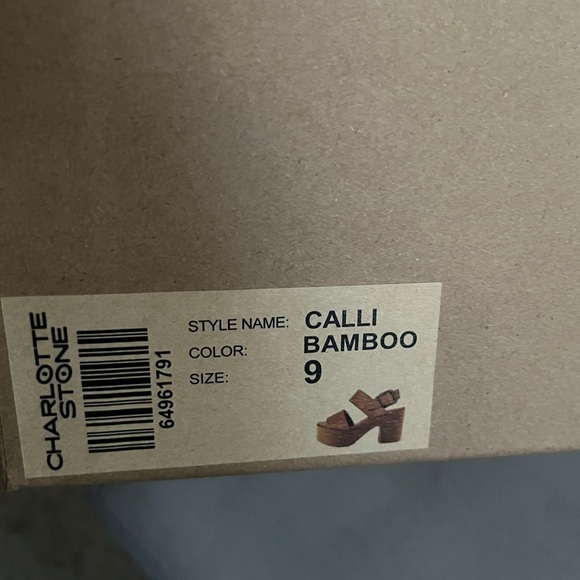 CHARLOTTE
STONE
64961791
STYLE NAME: CALLI
COLOR: BAMBOO
SIZE: 9